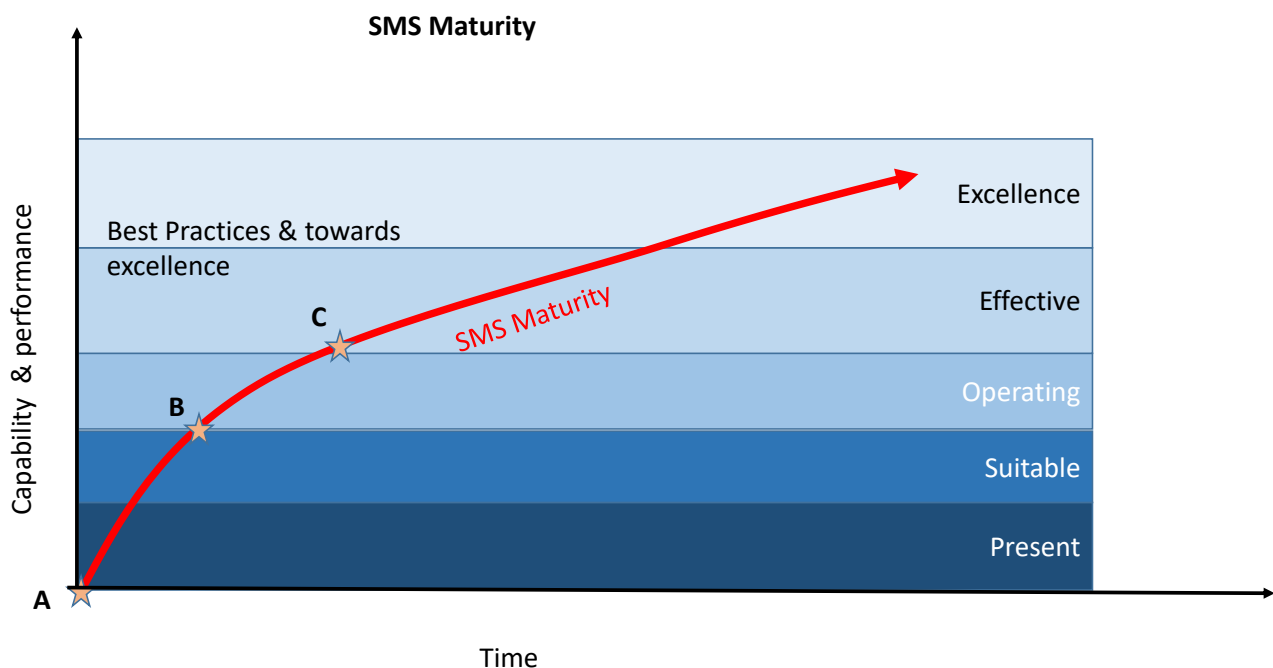 SMS Maturity
Capability & performance
Excellence
Best Practices & towards
excellence
Effective
C
SMS Maturity
Operating
B
Suitable
Present
A
Time